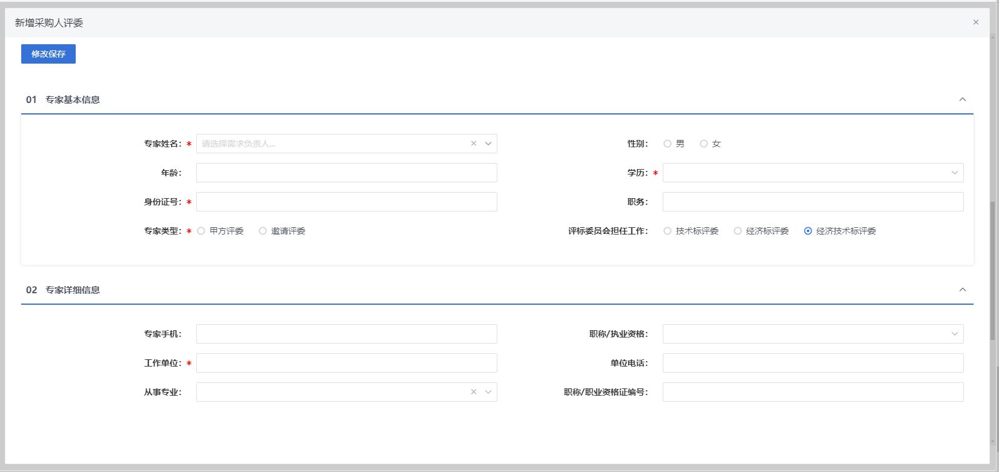 新增采购人评委
修改保存
01 专家基本信息
专家姓名： * 请选择需求负责人... 性别： 男 女
年龄： 学历： *
身份证号： * 职务：
专家类型： * 甲方评委 邀请评委 评标委员会担任工作： 技术标评委 经济标评委 经济技术标评委
02 专家详细信息
专家手机： 职称/执业资格：
工作单位： * 单位电话：
从事专业： 职称/职业资格证编号：